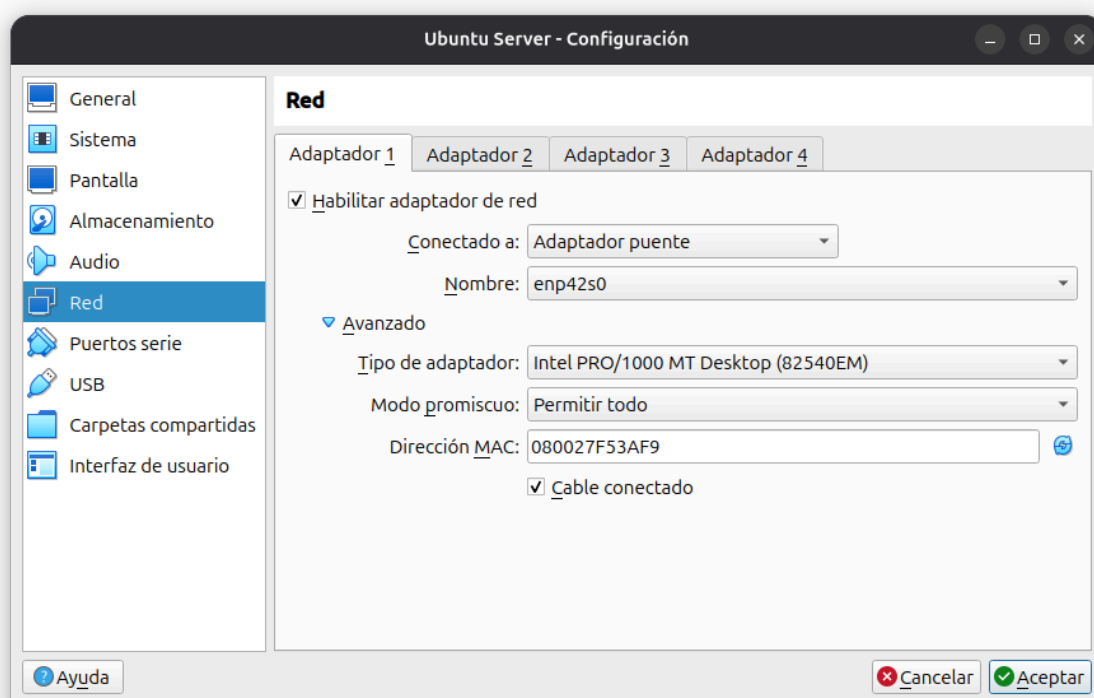 Ubuntu Server - Configuración
General
Sistema
Pantalla
Almacenamiento
Audio
Red
Puertos serie
USB
Carpetas compartidas
Interfaz de usuario
Red
Adaptador 1 Adaptador 2 Adaptador 3 Adaptador 4
Habilitar adaptador de red
Conectado a: Adaptador puente
Nombre: enp42s0
Avanzado
Tipo de adaptador: Intel PRO/1000 MT Desktop (82540EM)
Modo promiscuo: Permitir todo
Dirección MAC: 080027F53AF9
Cable conectado
Ayuda Cancelar Aceptar